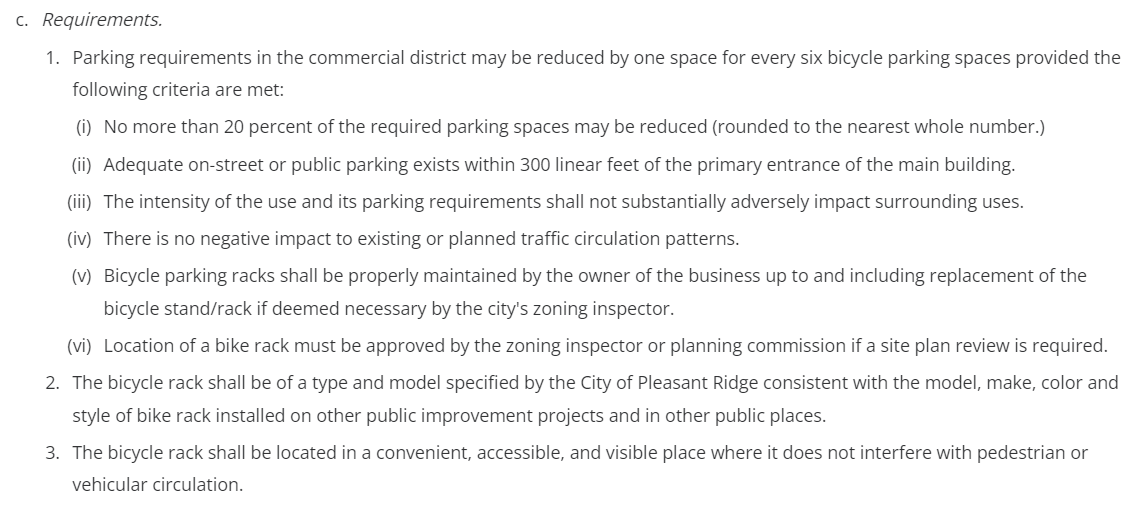 c. Requirements.
1. Parking requirements in the commercial district may be reduced by one space for every six bicycle parking spaces provided the
following criteria are met:
(i) No more than 20 percent of the required parking spaces may be reduced (rounded to the nearest whole number.)
(ii) Adequate on-street or public parking exists within 300 linear feet of the primary entrance of the main building.
(iii) The intensity of the use and its parking requirements shall not substantially adversely impact surrounding uses.
(iv) There is no negative impact to existing or planned traffic circulation patterns.
(v) Bicycle parking racks shall be properly maintained by the owner of the business up to and including replacement of the
bicycle stand/rack if deemed necessary by the city's zoning inspector.
(vi) Location of a bike rack must be approved by the zoning inspector or planning commission if a site plan review is required.
2. The bicycle rack shall be of a type and model specified by the City of Pleasant Ridge consistent with the model, make, color and
style of bike rack installed on other public improvement projects and in other public places.
3. The bicycle rack shall be located in a convenient, accessible, and visible place where it does not interfere with pedestrian or
vehicular circulation.